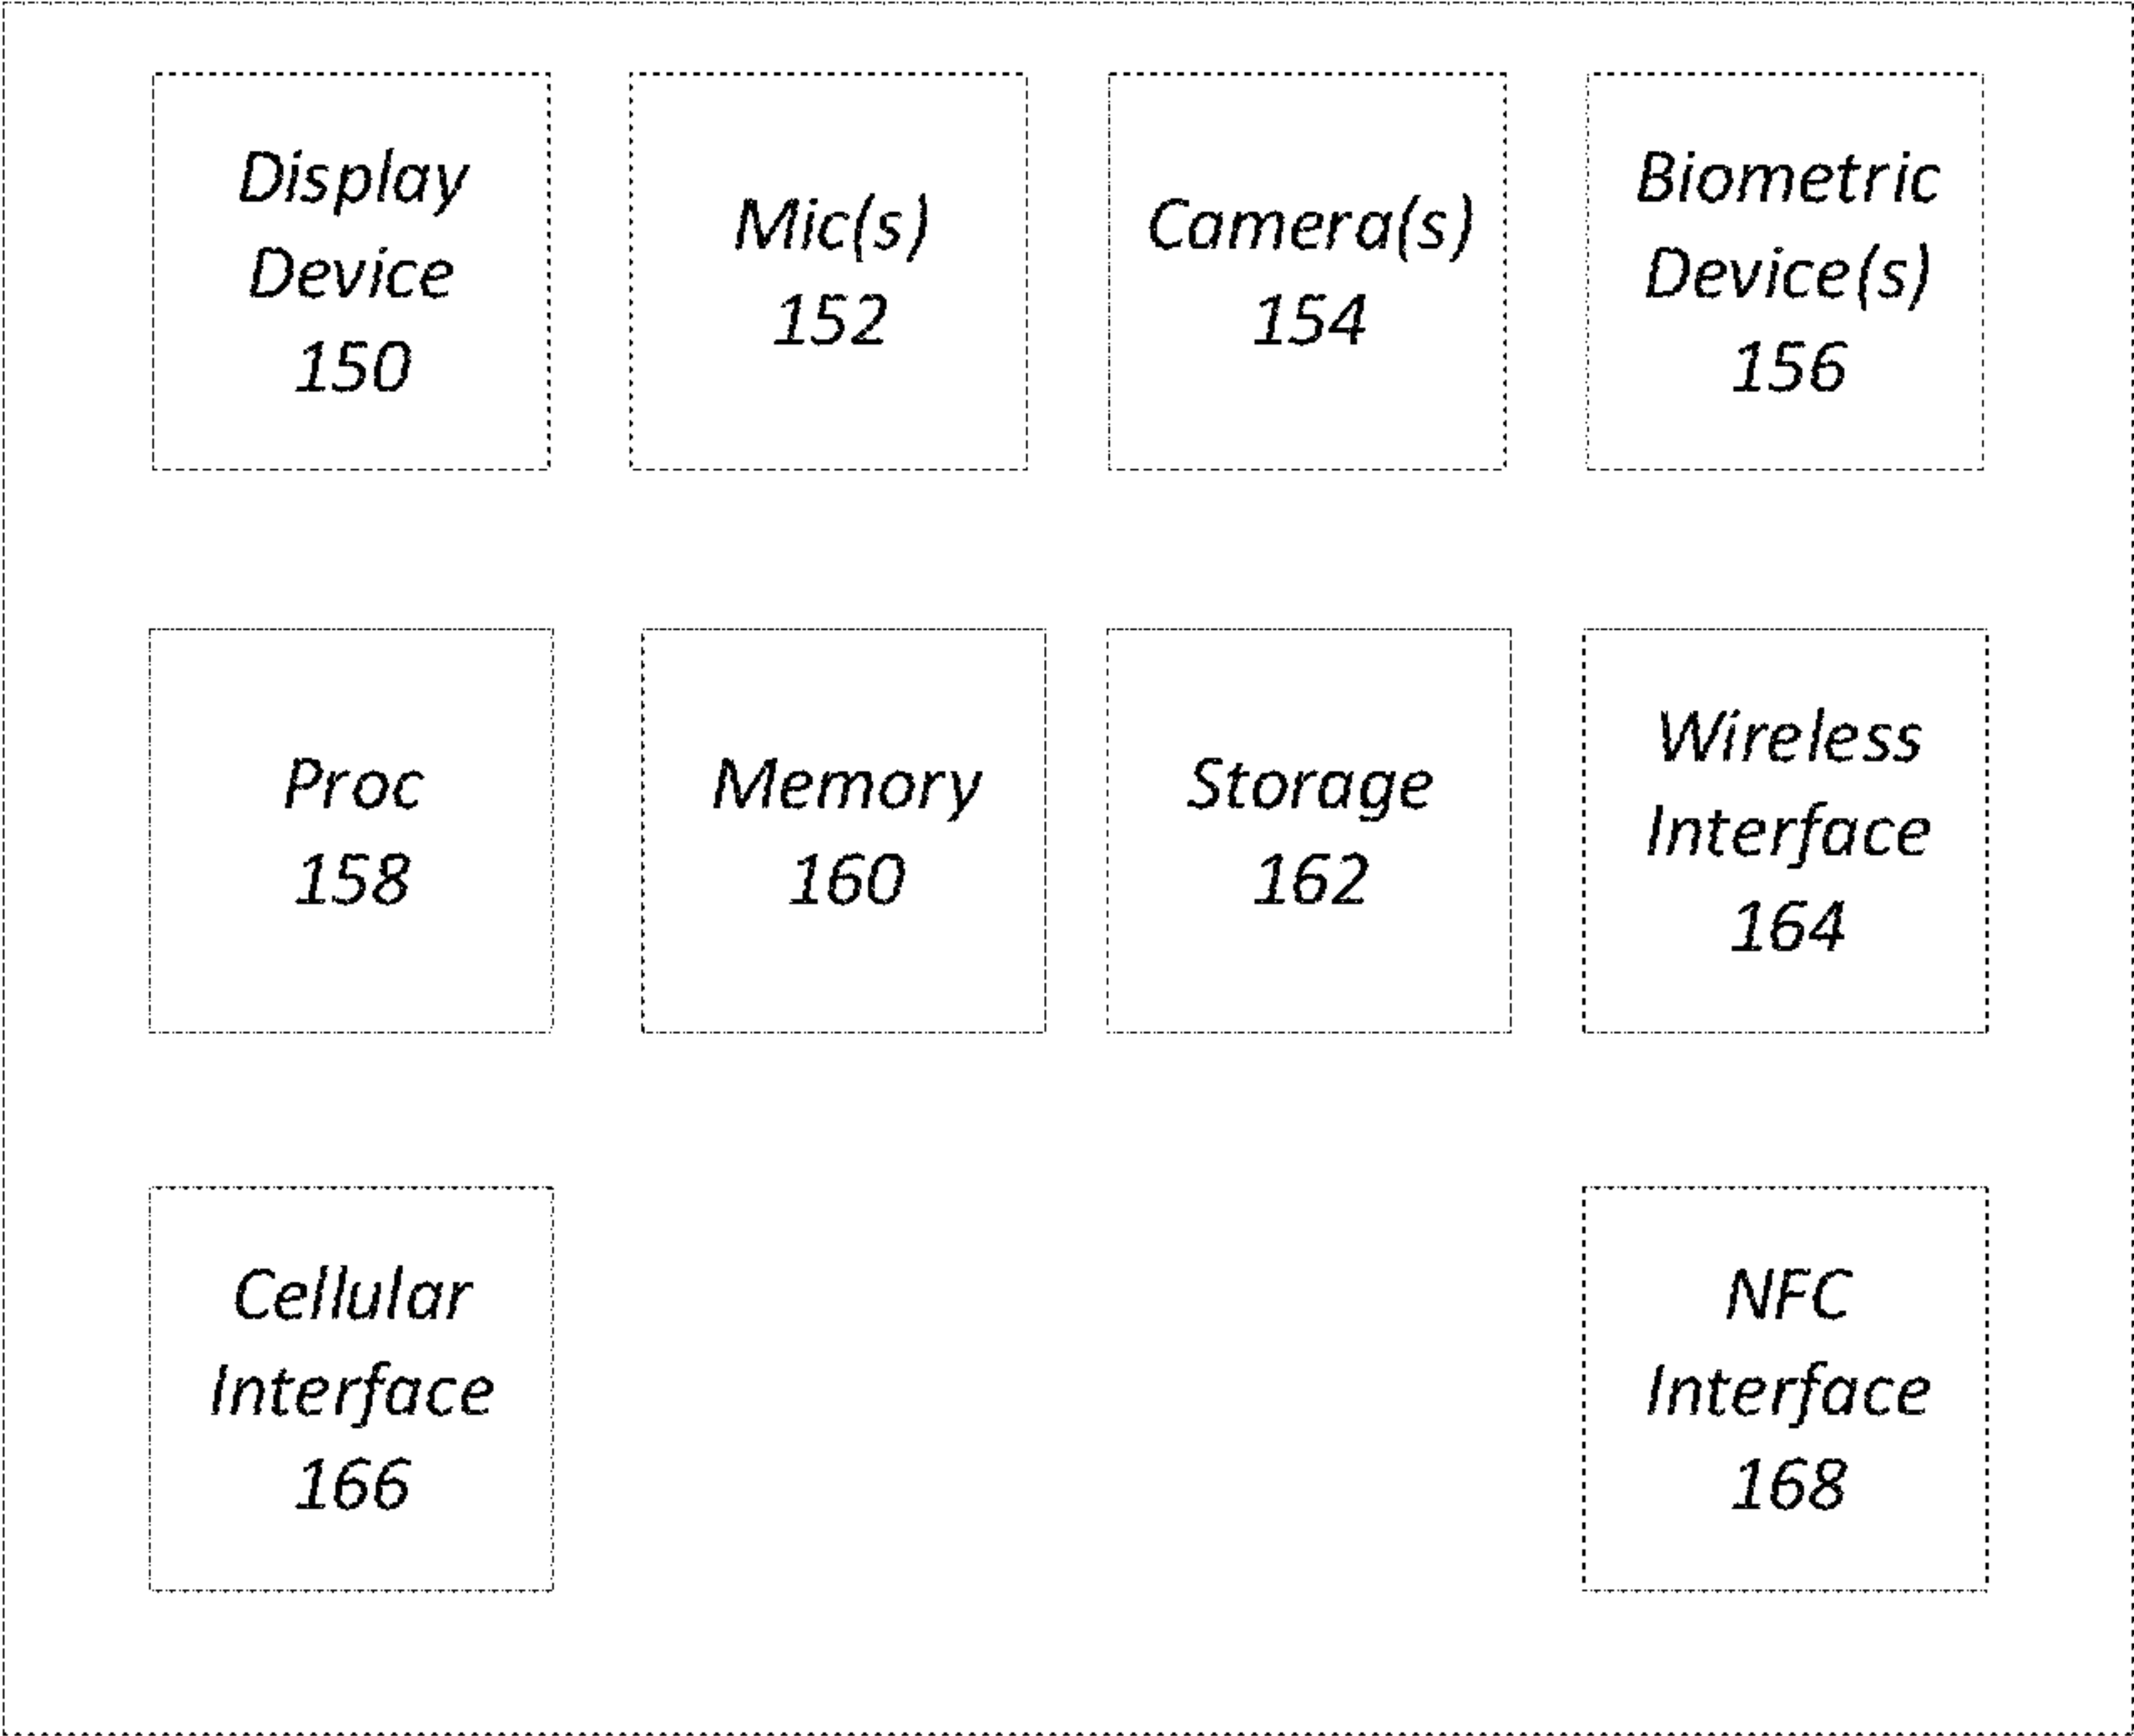 Display
Device
150
Mic(s)
152
Camera(s)
154
Biometric
Device(s)
156
Proc
158
Memory
160
Storage
162
Wireless
Interface
164
Cellular
Interface
166
NFC
Interface
168